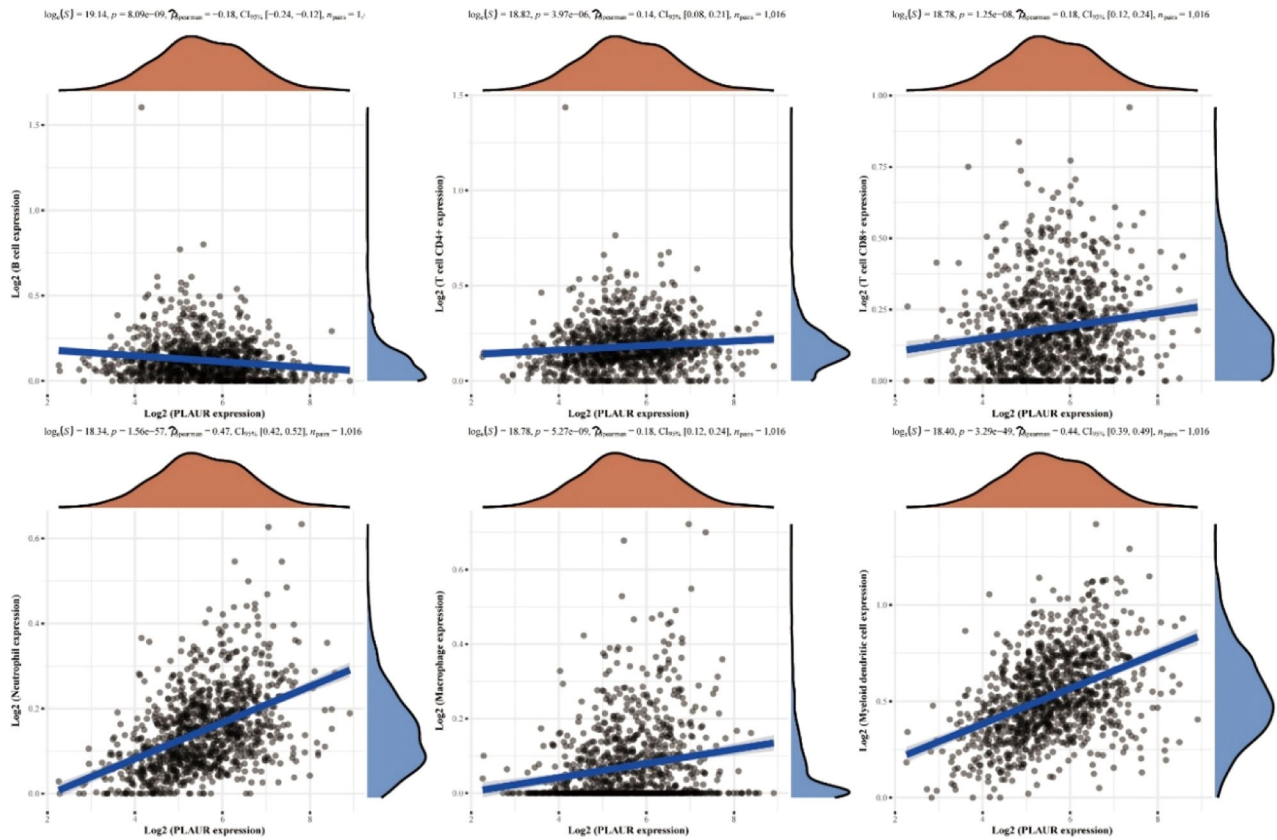 logₑ(S) = 19.14, p = 8.09e−09, ρ̂Spearman = −0.18, CI95% [−0.24, −0.12], npairs = 1,
1.5
1.0
0.5
0.0
Log2 (B cell expression)
2 4 6 8
Log2 (PLAUR expression)
logₑ(S) = 18.82, p = 3.97e−06, ρ̂Spearman = 0.14, CI95% [0.08, 0.21], npairs = 1,016
1.5
1.0
0.5
0.0
Log2 (T cell CD4+ expression)
2 4 6 8
Log2 (PLAUR expression)
logₑ(S) = 18.78, p = 1.25e−08, ρ̂Spearman = 0.18, CI95% [0.12, 0.24], npairs = 1,016
1.00
0.75
0.50
0.25
0.00
Log2 (T cell CD8+ expression)
2 4 6 8
Log2 (PLAUR expression)
logₑ(S) = 18.34, p = 1.56e−57, ρ̂Spearman = 0.47, CI95% [0.42, 0.52], npairs = 1,016
0.6
0.4
0.2
0.0
Log2 (Neutrophil expression)
2 4 6 8
Log2 (PLAUR expression)
logₑ(S) = 18.78, p = 5.27e−09, ρ̂Spearman = 0.18, CI95% [0.12, 0.24], npairs = 1,016
0.6
0.4
0.2
0.0
Log2 (Macrophage expression)
2 4 6 8
Log2 (PLAUR expression)
logₑ(S) = 18.40, p = 3.29e−49, ρ̂Spearman = 0.44, CI95% [0.39, 0.49], npairs = 1,016
1.0
0.5
0.0
Log2 (Myeloid dendritic cell expression)
2 4 6 8
Log2 (PLAUR expression)